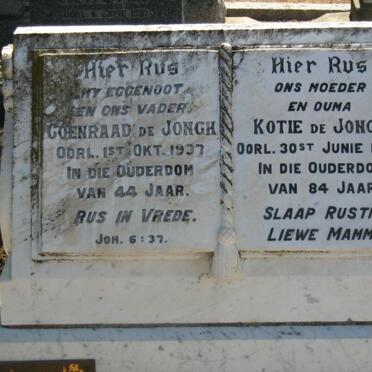 Hier Rus
MY EGGENOOT
EN ONS VADER.
COENRAAD DE JONGH
OORL. 1ST OKT. 1937
IN DIE OUDERDOM
VAN 44 JAAR.
RUS IN VREDE.
JOH. 6:37.
Hier Rus
ONS MOEDER
EN OUMA
KOTIE DE JONG
OORL. 30ST JUNIE
IN DIE OUDERDOM
VAN 84 JAAR
SLAAP RUSTI
LIEWE MAMM